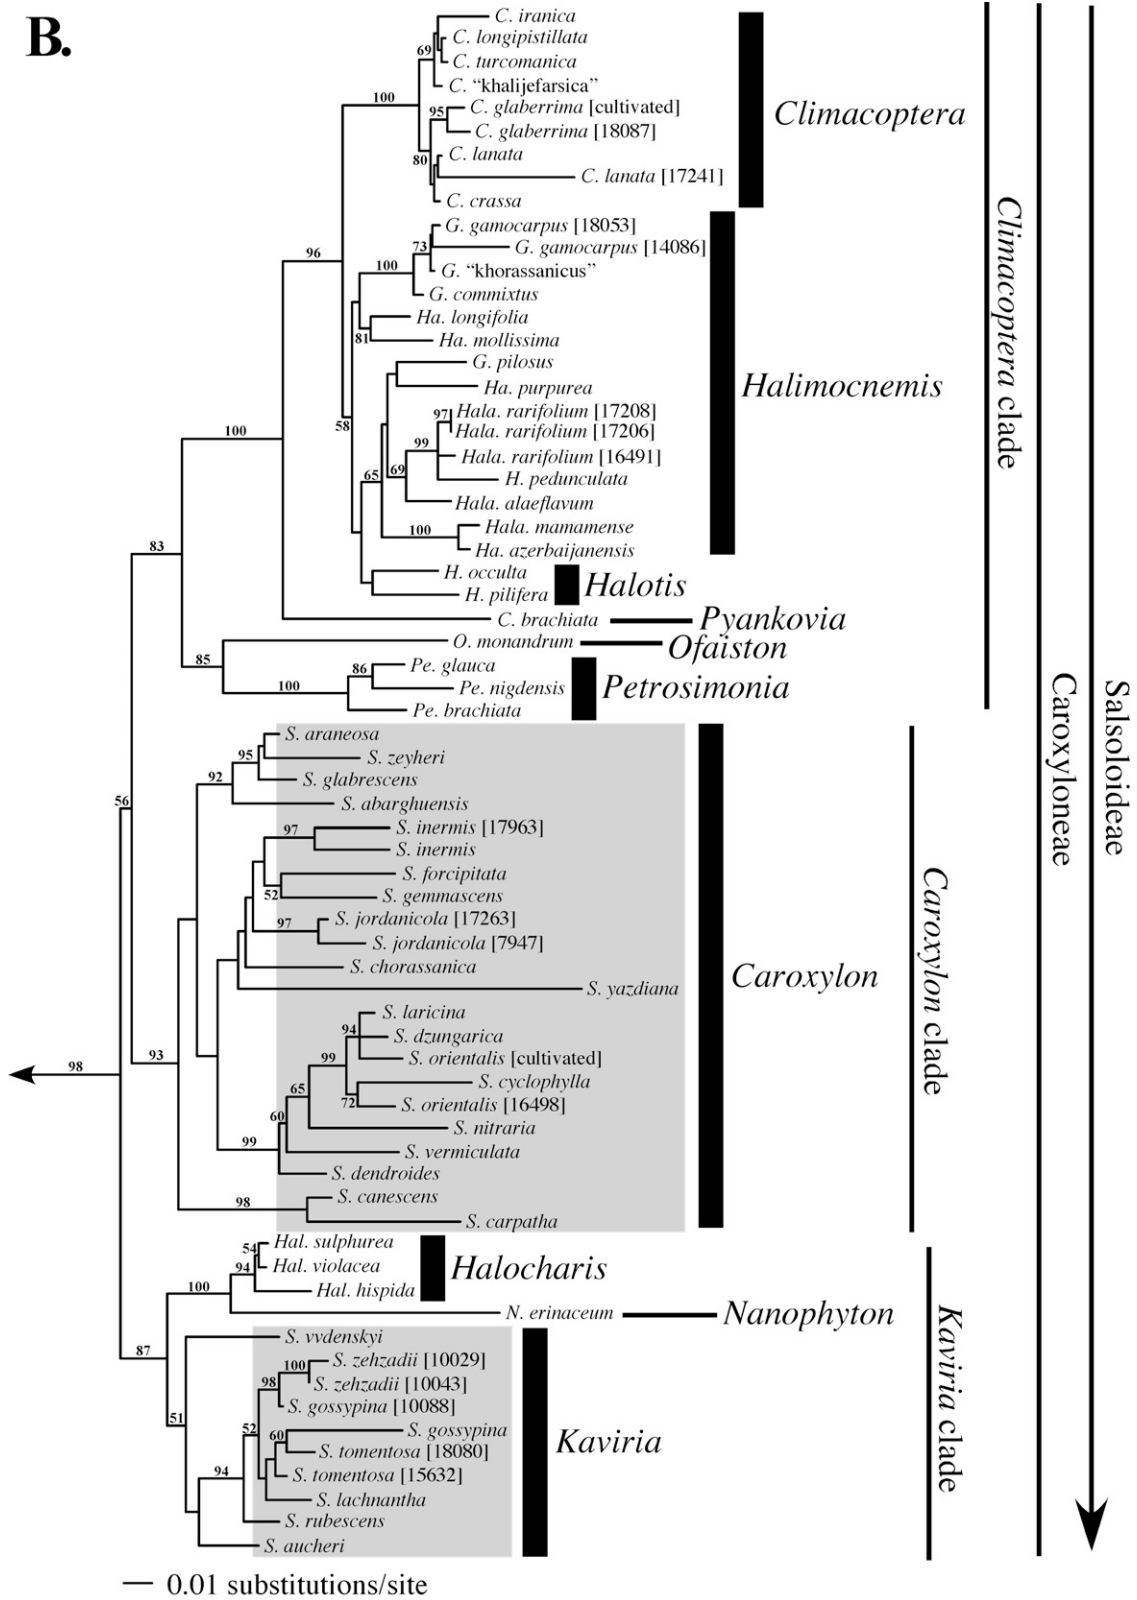 B.
C. iranica
C. longipistillata
69
C. turcomanica
C. “khalijefarsica”
100
C. glaberrima [cultivated]
95
C. glaberrima [18087]
Climacoptera
C. lanata
80
C. lanata [17241]
C. crassa
G. gamocarpus [18053]
73
G. gamocarpus [14086]
96
100
G. “khorassanicus”
G. commixtus
Ha. longifolia
81
Ha. mollissima
G. pilosus
Ha. purpurea
Halimocnemis
97
Hala. rarifolium [17208]
58
Hala. rarifolium [17206]
100
99
Hala. rarifolium [16491]
65
69
H. pedunculata
Hala. alaeflavum
100
Hala. mamamense
Ha. azerbaijanensis
83
H. occulta
Halotis
H. pilifera
C. brachiata
Pyankovia
O. monandrum
Ofaiston
85
86
Pe. glauca
100
Pe. nigdensis
Petrosimonia
Pe. brachiata
Climacoptera clade
S. araneosa
95
S. zeyheri
92
S. glabrescens
56
S. abarghuensis
97
S. inermis [17963]
S. inermis
S. forcipitata
52
S. gemmascens
97
S. jordanicola [17263]
S. jordanicola [7947]
S. chorassanica
Caroxylon
S. yazdiana
S. laricina
94
S. dzungarica
93
99
S. orientalis [cultivated]
98
S. cyclophylla
65
72
S. orientalis [16498]
60
S. nitraria
99
S. vermiculata
S. dendroides
S. canescens
98
S. carpatha
Caroxylon clade
Caroxyloneae
Salsoloideae
Hal. sulphurea
54
Hal. violacea
Halocharis
94
100
Hal. hispida
N. erinaceum
Nanophyton
S. vvdenskyi
87
100
S. zehzadii [10029]
98
S. zehzadii [10043]
S. gossypina [10088]
51
52
S. gossypina
60
S. tomentosa [18080]
Kaviria
94
S. tomentosa [15632]
S. lachnantha
S. rubescens
S. aucheri
Kaviria clade
0.01 substitutions/site